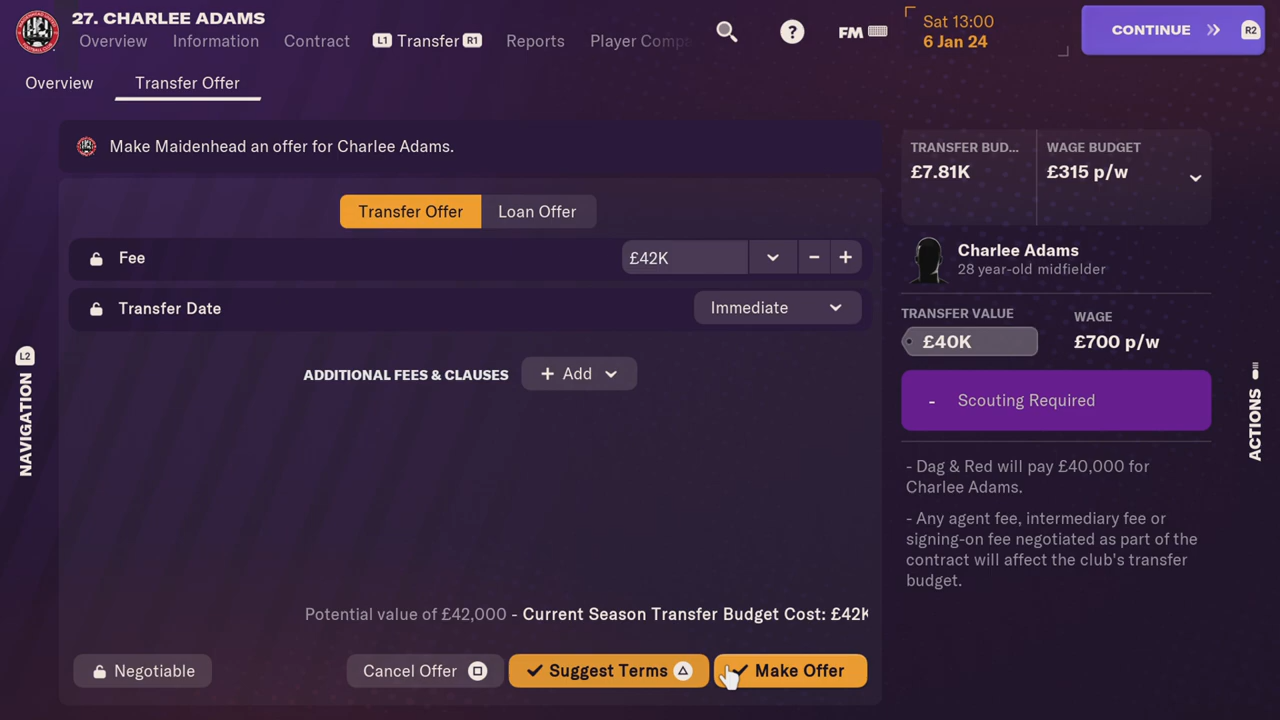 27. CHARLEE ADAMS
Overview Information Contract L1 Transfer R1 Reports Player Comp
? FM
Sat 13:00
6 Jan 24
CONTINUE R2
Overview Transfer Offer
Make Maidenhead an offer for Charlee Adams.
Transfer Offer Loan Offer
Fee £42K - +
Transfer Date Immediate
ADDITIONAL FEES & CLAUSES + Add
Potential value of £42,000 - Current Season Transfer Budget Cost: £42K
Negotiable Cancel Offer Suggest Terms Make Offer
L2
NAVIGATION
TRANSFER BUD... WAGE BUDGET
£7.81K £315 p/w
Charlee Adams
28 year-old midfielder
TRANSFER VALUE WAGE
£40K £700 p/w
- Scouting Required
- Dag & Red will pay £40,000 for
Charlee Adams.
- Any agent fee, intermediary fee or
signing-on fee negotiated as part of the
contract will affect the club's transfer
budget.
ACTIONS